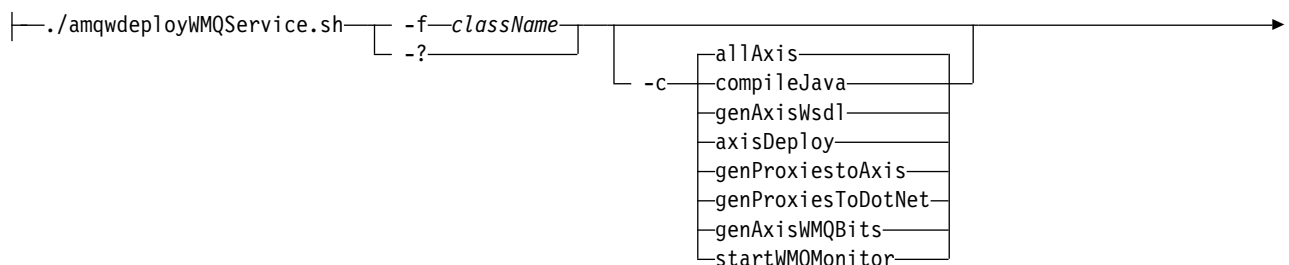 ./amqwdeployWMQService.sh -f className
-?
-c allAxis
compileJava
genAxisWsdl
axisDeploy
genProxiestoAxis
genProxiesToDotNet
genAxisWMQBits
startWMQMonitor